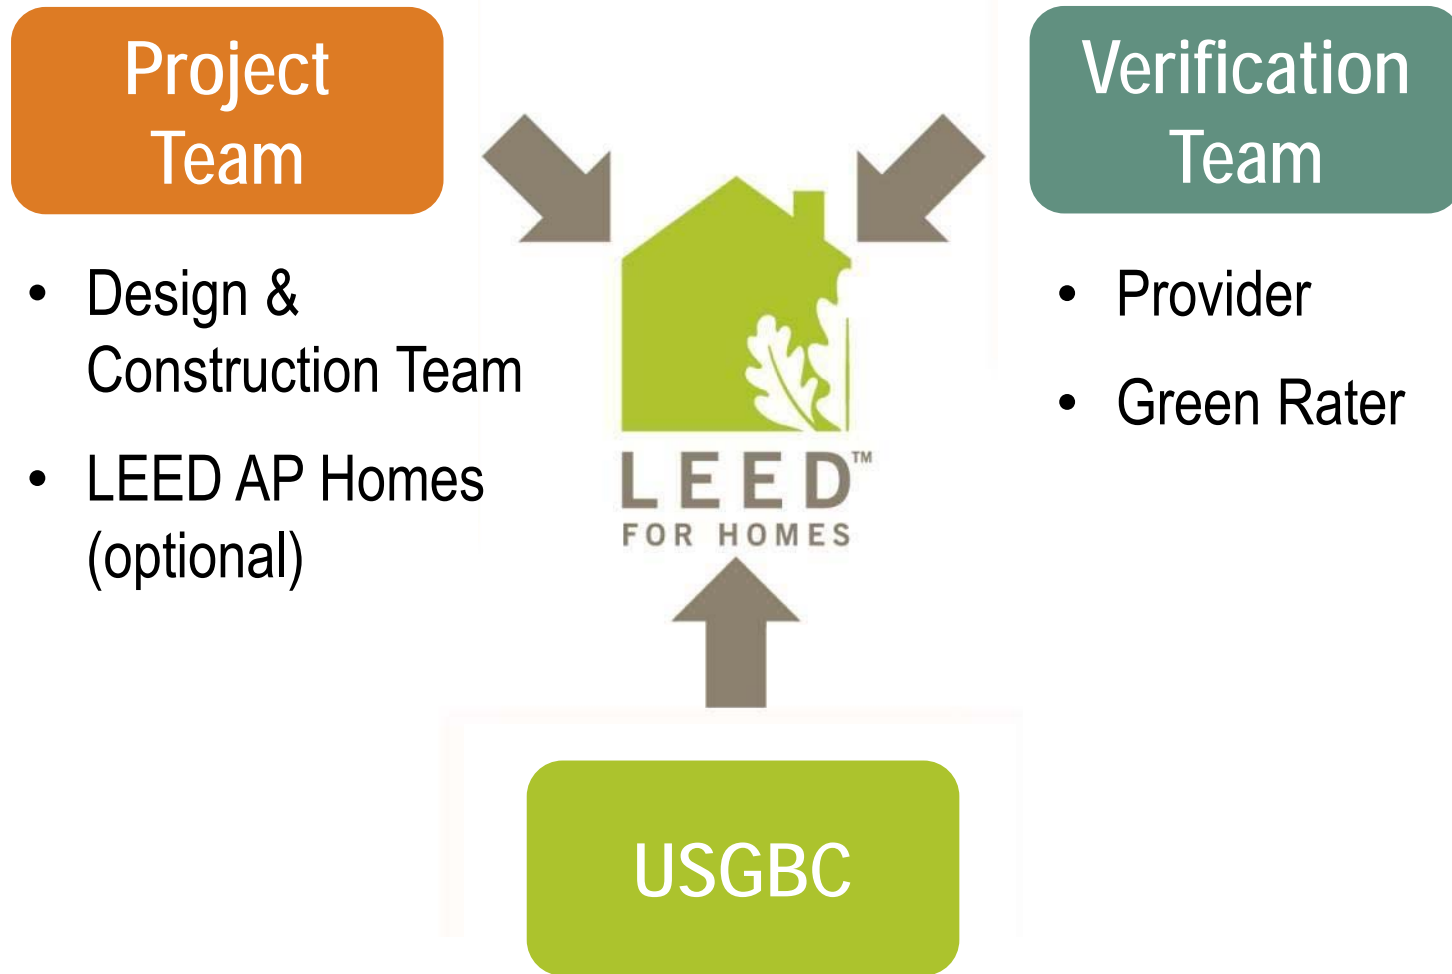 Project
Team
• Design &
Construction Team
• LEED AP Homes
(optional)
Verification
Team
• Provider
• Green Rater
LEED™
FOR HOMES
USGBC